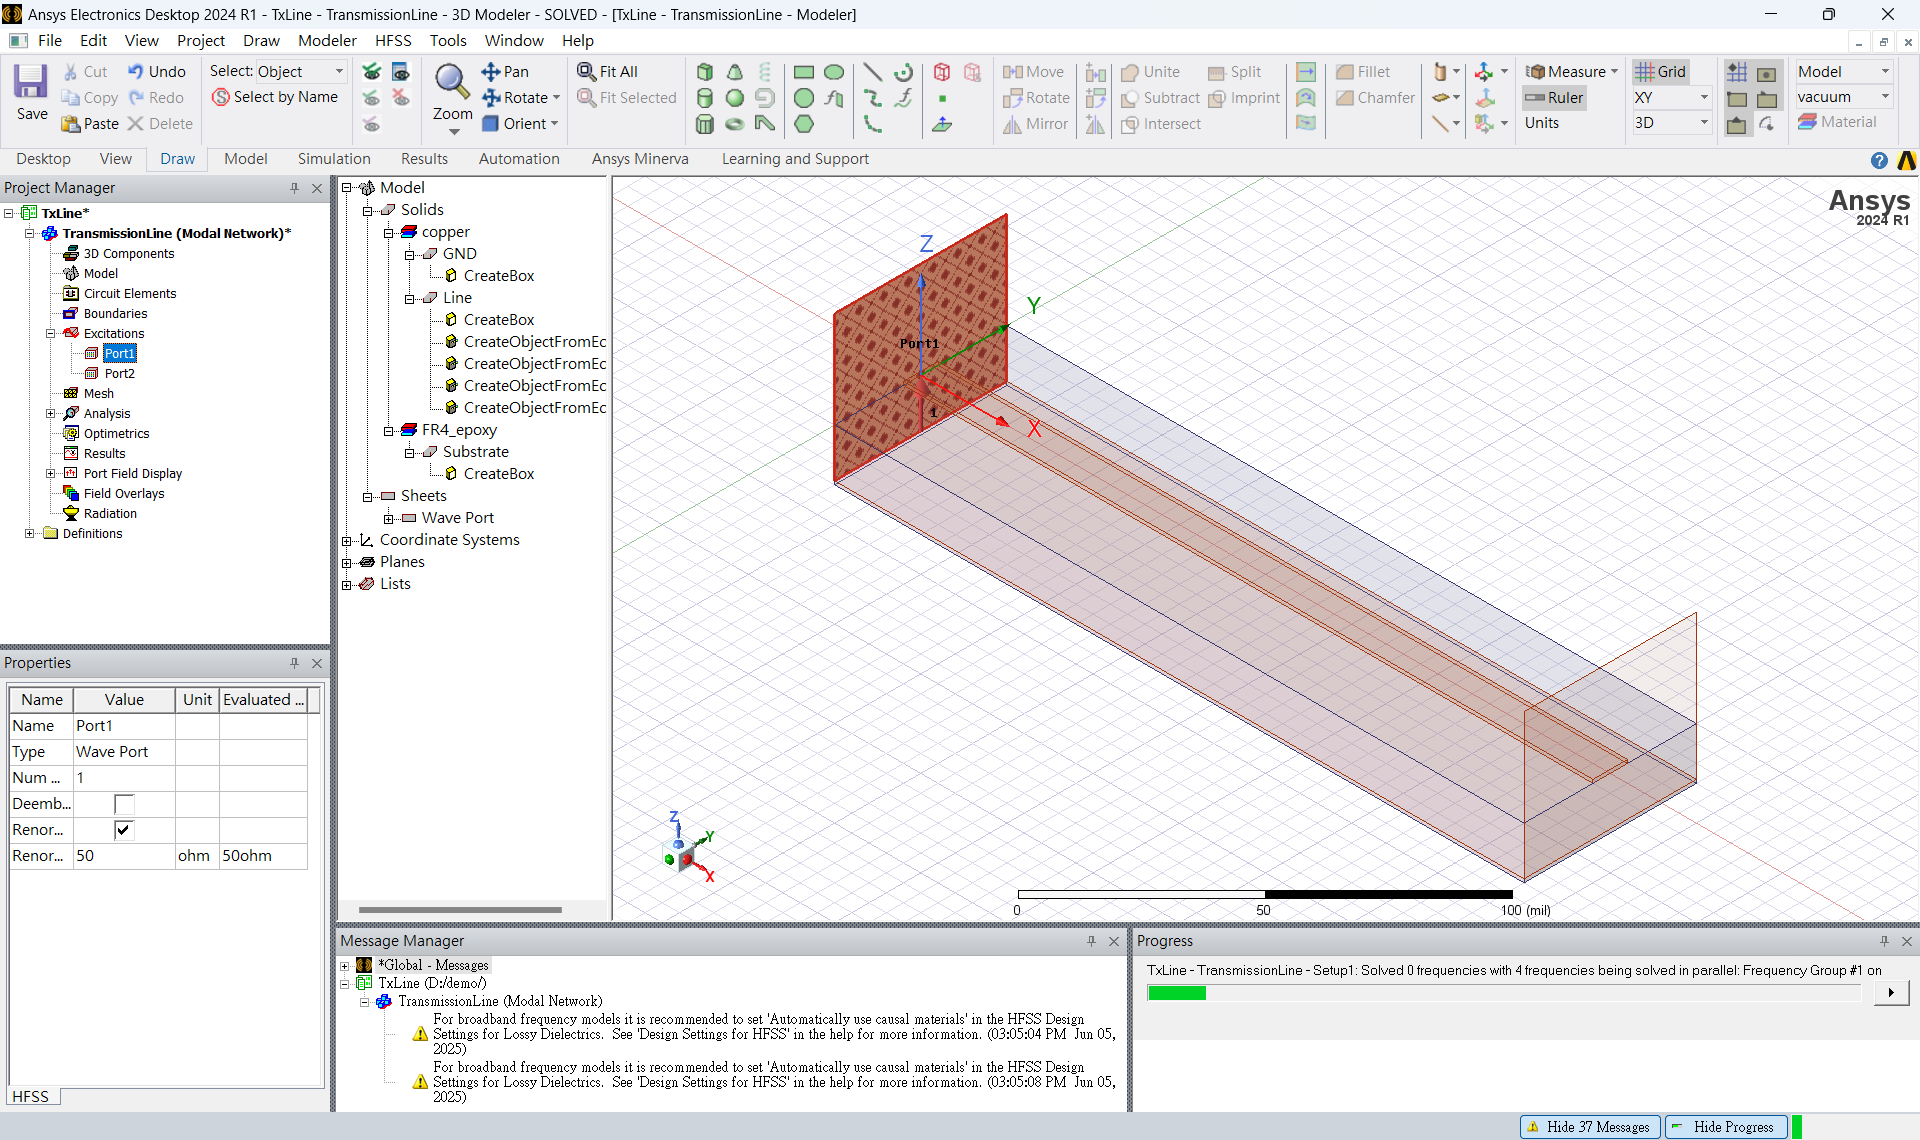 Ansys Electronics Desktop 2024 R1 - TxLine - TransmissionLine - 3D Modeler - SOLVED - [TxLine - TransmissionLine - Modeler]
File Edit View Project Draw Modeler HFSS Tools Window Help
Save
Cut
Copy
Paste
Undo
Redo
Delete
Select: Object
Select by Name
Zoom
Pan
Rotate
Orient
Fit All
Fit Selected
Move
Rotate
Mirror
Unite
Subtract
Intersect
Split
Imprint
Fillet
Chamfer
Measure
Ruler
Units
Grid
XY
3D
Model
vacuum
Material
Desktop View Draw Model Simulation Results Automation Ansys Minerva Learning and Support
Project Manager
TxLine*
TransmissionLine (Modal Network)*
3D Components
Model
Circuit Elements
Boundaries
Excitations
Port1
Port2
Mesh
Analysis
Optimetrics
Results
Port Field Display
Field Overlays
Radiation
Definitions
Properties
Name Value Unit Evaluated ...
Name Port1
Type Wave Port
Num ... 1
Deemb...
Renor...
Renor... 50 ohm 50ohm
HFSS
Model
Solids
copper
GND
CreateBox
Line
CreateBox
CreateObjectFromEc
CreateObjectFromEc
CreateObjectFromEc
CreateObjectFromEc
FR4_epoxy
Substrate
CreateBox
Sheets
Wave Port
Coordinate Systems
Planes
Lists
Ansys
2024 R1
Z
Y
Port1
1
X
Z
Y
X
0 50 100 (mil)
Message Manager
*Global - Messages
TxLine (D:/demo/)
TransmissionLine (Modal Network)
For broadband frequency models it is recommended to set 'Automatically use causal materials' in the HFSS Design
Settings for Lossy Dielectrics. See 'Design Settings for HFSS' in the help for more information. (03:05:04 PM Jun 05,
2025)
For broadband frequency models it is recommended to set 'Automatically use causal materials' in the HFSS Design
Settings for Lossy Dielectrics. See 'Design Settings for HFSS' in the help for more information. (03:05:08 PM Jun 05,
2025)
Progress
TxLine - TransmissionLine - Setup1: Solved 0 frequencies with 4 frequencies being solved in parallel: Frequency Group #1 on
Hide 37 Messages
Hide Progress